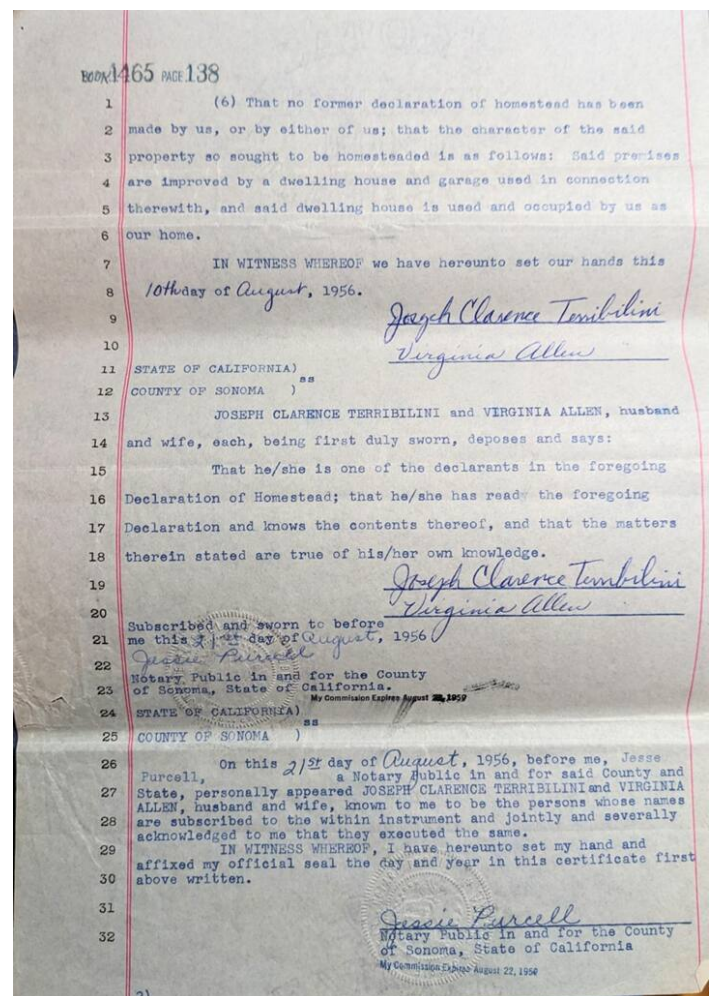 BOOK 1465 PAGE 138
1 (6) That no former declaration of homestead has been
2 made by us, or by either of us; that the character of the said
3 property so sought to be homesteaded is as follows: Said premises
4 are improved by a dwelling house and garage used in connection
5 therewith, and said dwelling house is used and occupied by us as
6 our home.
7 IN WITNESS WHEREOF we have hereunto set our hands this
8 10th day of August, 1956.
9 Joseph Clarence Terribilini
10 Virginia Allen
11 STATE OF CALIFORNIA)
ss
12 COUNTY OF SONOMA )
13 JOSEPH CLARENCE TERRIBILINI and VIRGINIA ALLEN, husband
14 and wife, each, being first duly sworn, deposes and says:
15 That he/she is one of the declarants in the foregoing
16 Declaration of Homestead; that he/she has read the foregoing
17 Declaration and knows the contents thereof, and that the matters
18 therein stated are true of his/her own knowledge.
19 Joseph Clarence Terribilini
20 Virginia Allen
Subscribed and sworn to before
21 me this 21st day of August, 1956
22 Jessie Purcell
Notary Public in and for the County
23 of Sonoma, State of California.
My Commission Expires August
24 STATE OF CALIFORNIA)
ss
25 COUNTY OF SONOMA )
26 On this 21st day of August, 1956, before me, Jesse
Purcell, a Notary Public in and for said County and
27 State, personally appeared JOSEPH CLARENCE TERRIBILINI and VIRGINIA
ALLEN, husband and wife, known to me to be the persons whose names
28 are subscribed to the within instrument and jointly and severally
acknowledged to me that they executed the same.
29 IN WITNESS WHEREOF, I have hereunto set my hand and
affixed my official seal the day and year in this certificate first
30 above written.
31 Jessie Purcell
32 Notary Public in and for the County
of Sonoma, State of California
My Commission Expires August 22,